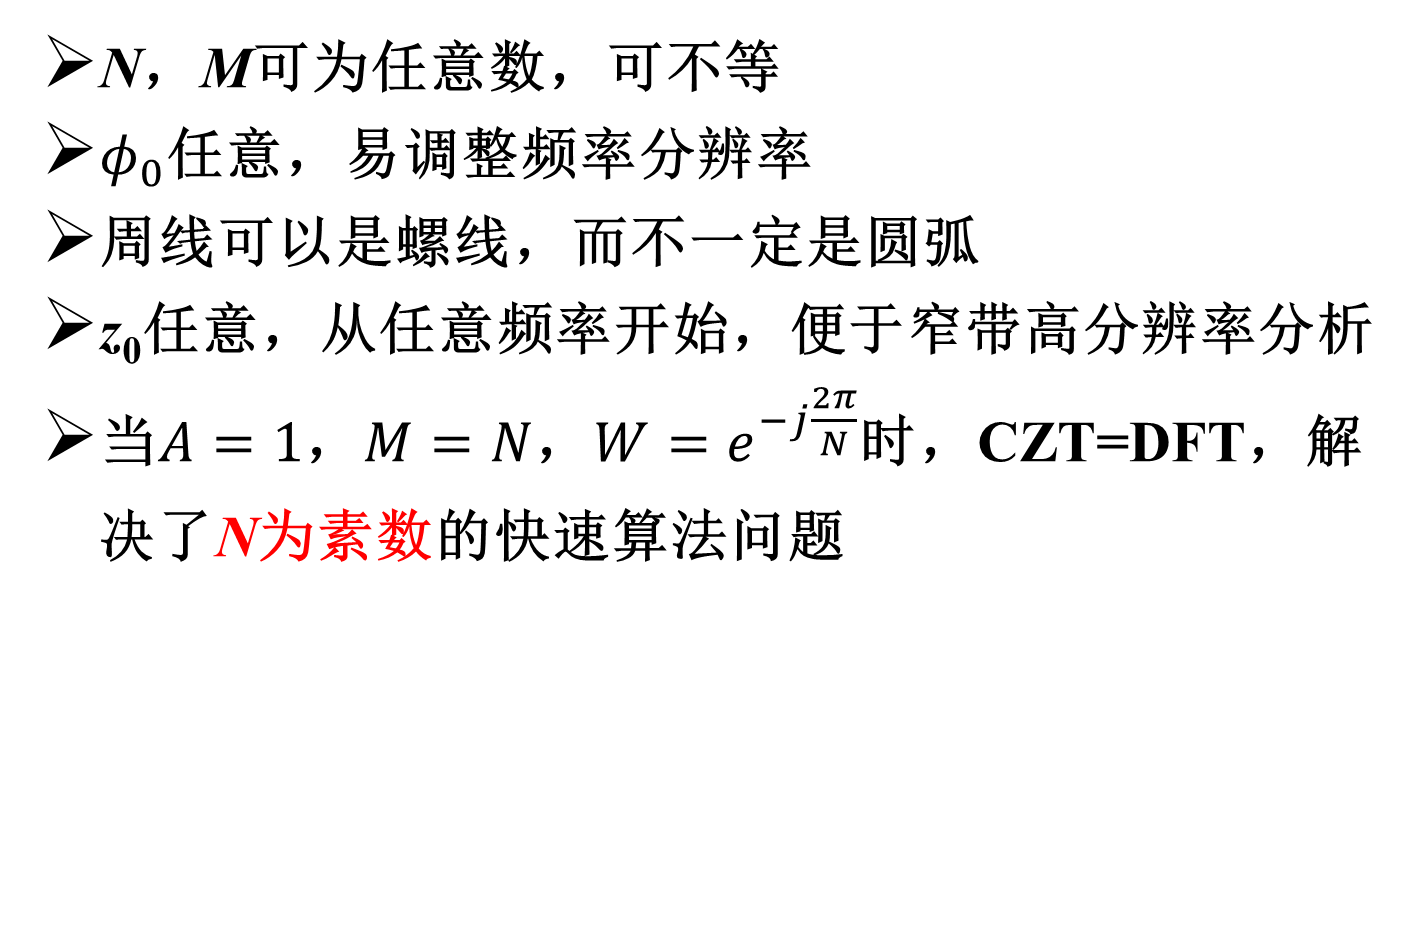 ➢N，M可为任意数，可不等
➢ϕ₀任意，易调整频率分辨率
➢周线可以是螺线，而不一定是圆弧
➢z₀任意，从任意频率开始，便于窄带高分辨率分析
➢当A = 1，M = N，W = e^{-j\frac{2π}{N}}时，CZT=DFT，解
决了N为素数的快速算法问题